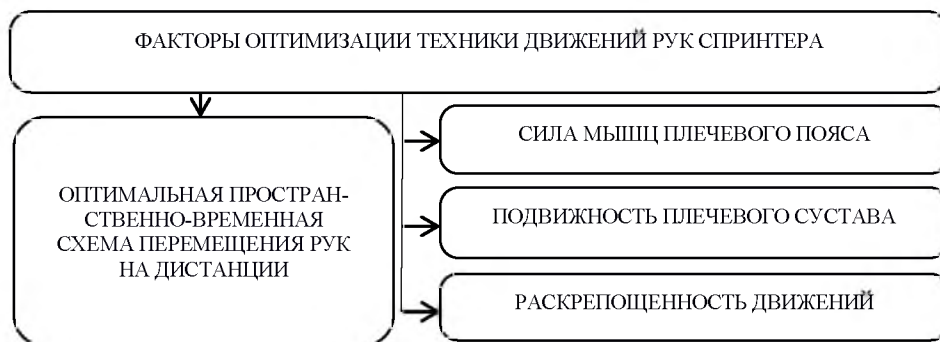 ФАКТОРЫ ОПТИМИЗАЦИИ ТЕХНИКИ ДВИЖЕНИЙ РУК СПРИНТЕРА
ОПТИМАЛЬНАЯ ПРОСТРАН-
СТВЕННО-ВРЕМЕННАЯ
СХЕМА ПЕРЕМЕЩЕНИЯ РУК
НА ДИСТАНЦИИ
СИЛА МЫШЦ ПЛЕЧЕВОГО ПОЯСА
ПОДВИЖНОСТЬ ПЛЕЧЕВОГО СУСТАВА
РАСКРЕПОЩЕННОСТЬ ДВИЖЕНИЙ